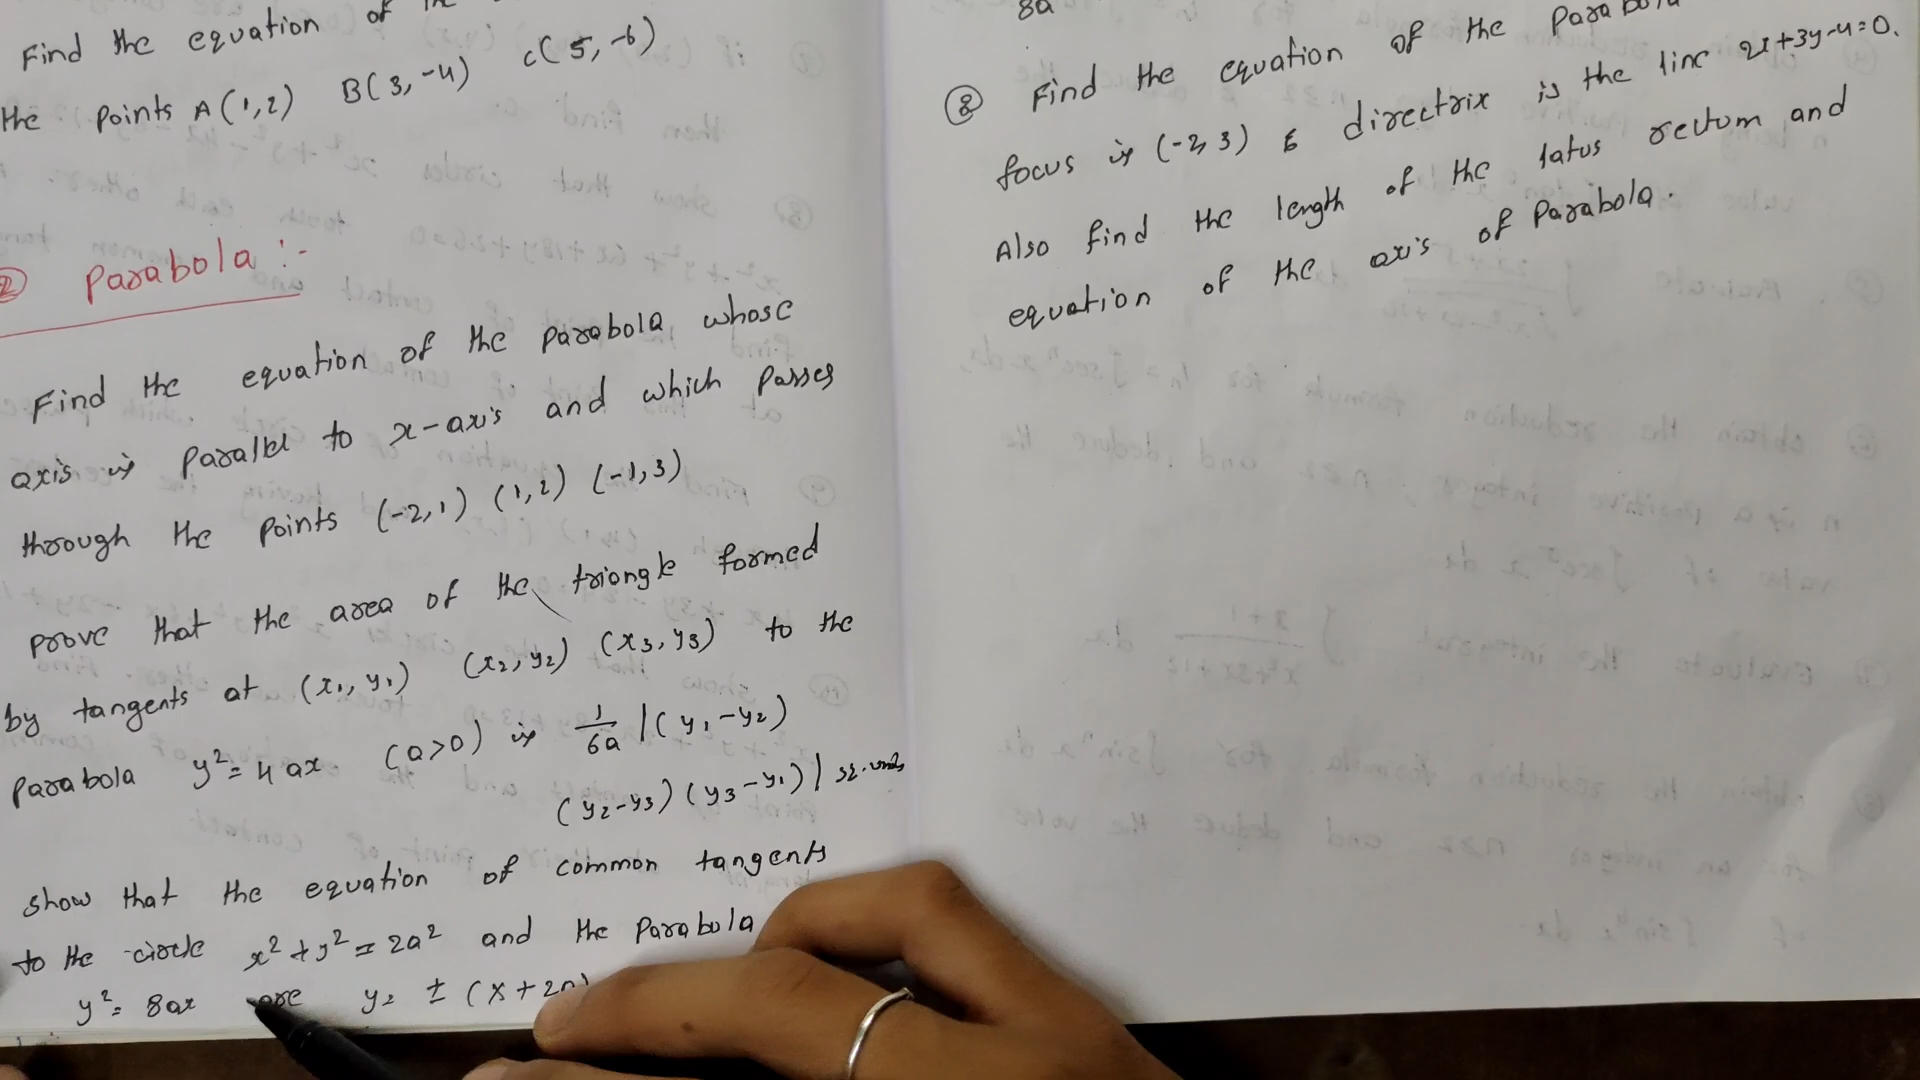 Find the equation of the
the points A(1,2) B(3,-4) C(5,-6)
② Parabola :-
Find the equation of the Parabola whose
axis is Parallel to x-axis and which Passes
through the Points (-2,1) (1,2) (-1,3)
Prove that the area of the triangle formed
by tangents at (x₁,y₁) (x₂,y₂) (x₃,y₃) to the
Parabola y²=4ax (a>0) is 1/6a |(y₁-y₂)
(y₂-y₃)(y₃-y₁)| sq.units
show that the equation of common tangents
to the circle x²+y²=2a² and the Parabola
y²=8ax are y= ±(x+2a)
8a
⑧ Find the equation of the Parabola
focus is (-2,3) & directrix is the line 2x+3y-4=0.
Also find the length of the latus rectum and
equation of the axis of Parabola.